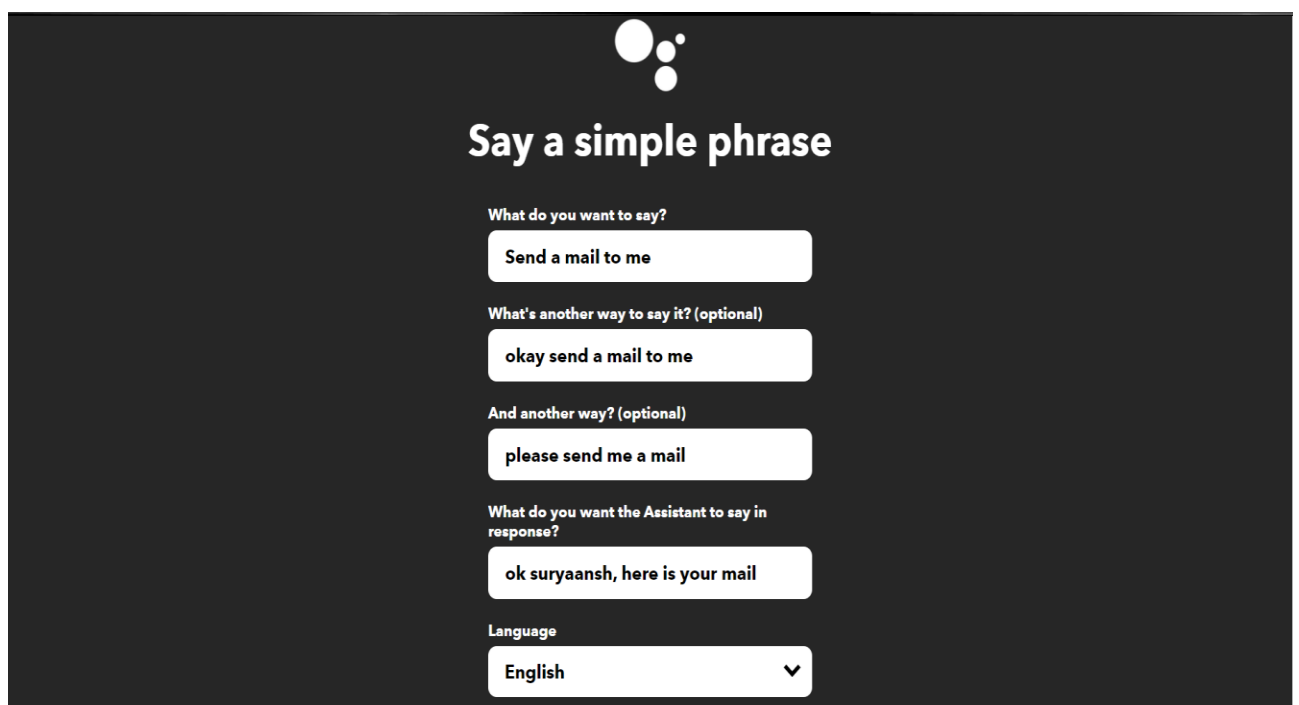 Say a simple phrase
What do you want to say?
Send a mail to me
What's another way to say it? (optional)
okay send a mail to me
And another way? (optional)
please send me a mail
What do you want the Assistant to say in
response?
ok suryaansh, here is your mail
Language
English